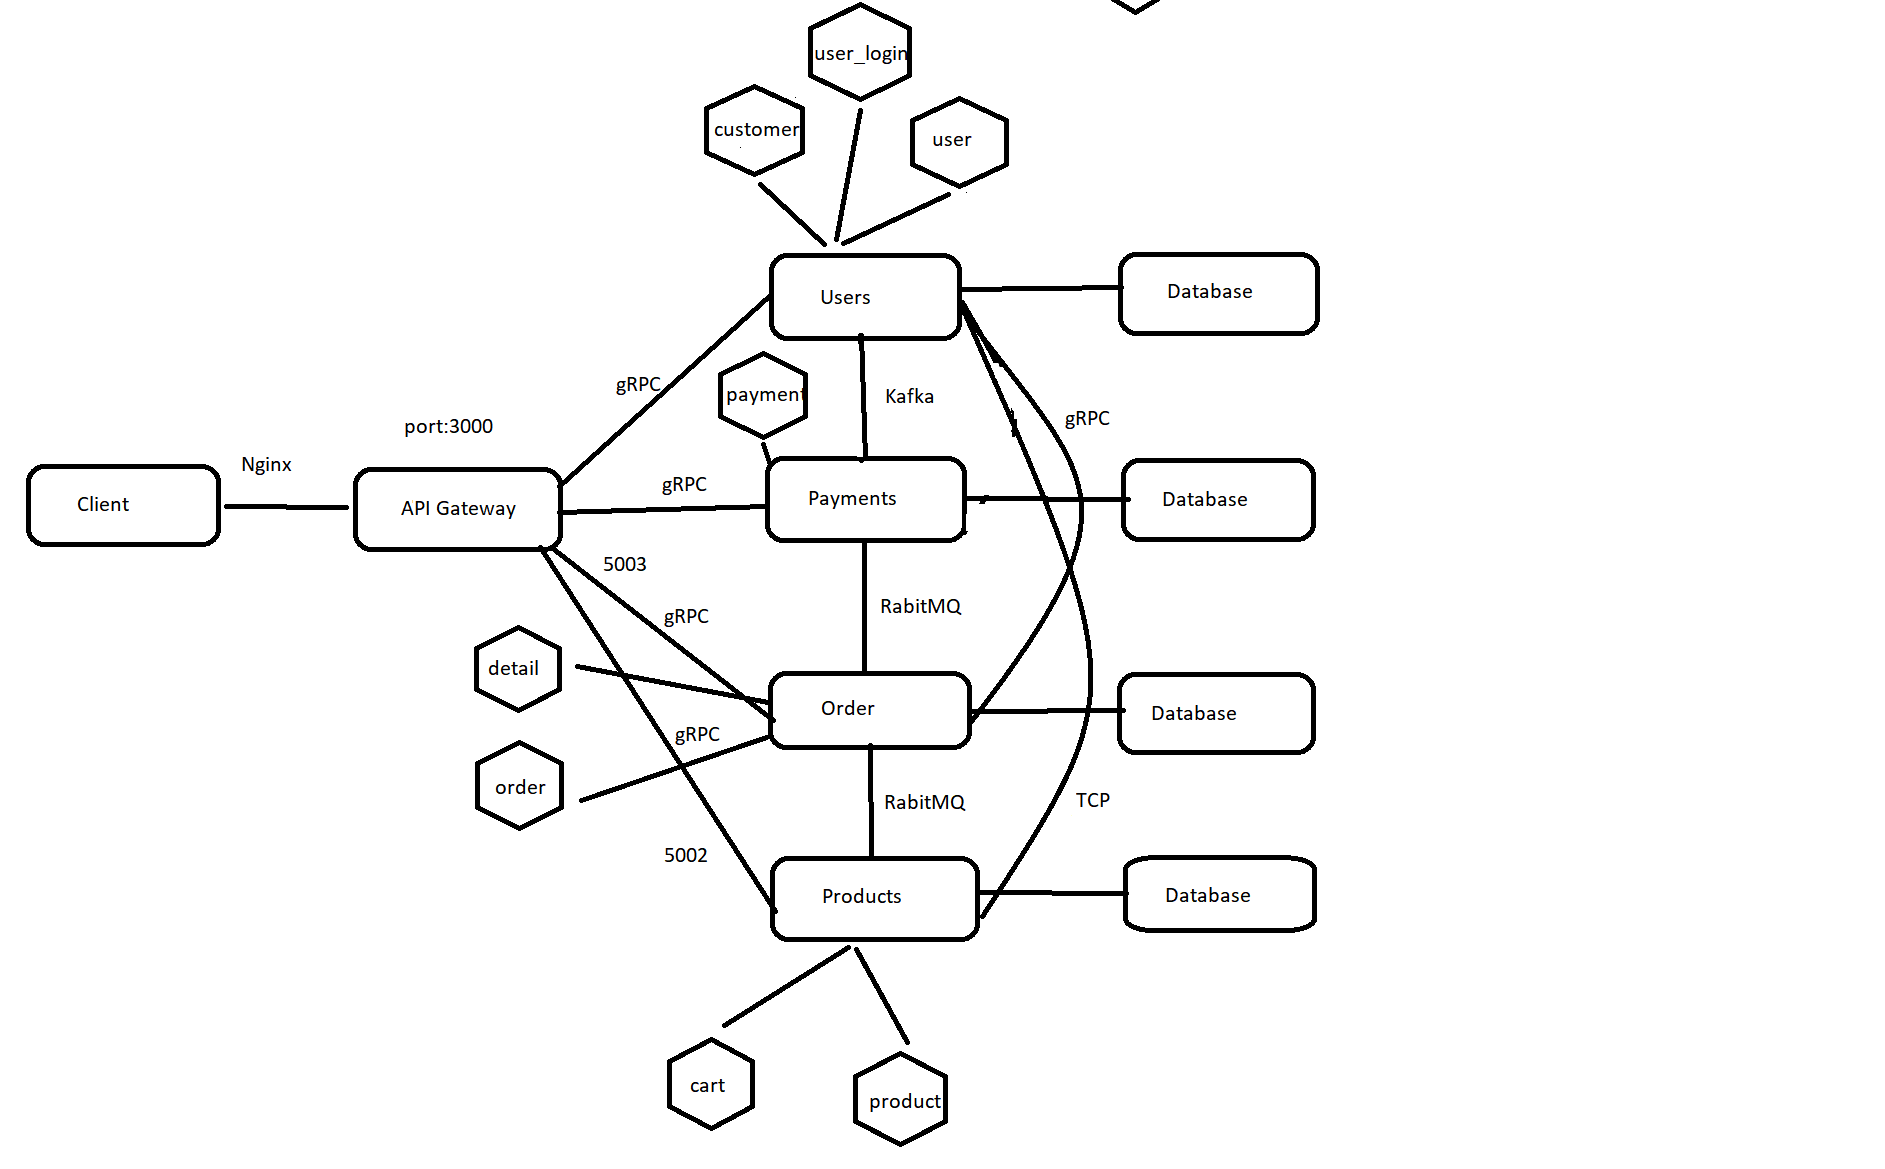 user_login
customer
user
Users
Database
gRPC
payment
Kafka
gRPC
port:3000
Nginx
Client
API Gateway
gRPC
Payments
Database
5003
gRPC
RabitMQ
detail
Order
Database
gRPC
order
RabitMQ
TCP
5002
Products
Database
cart
product